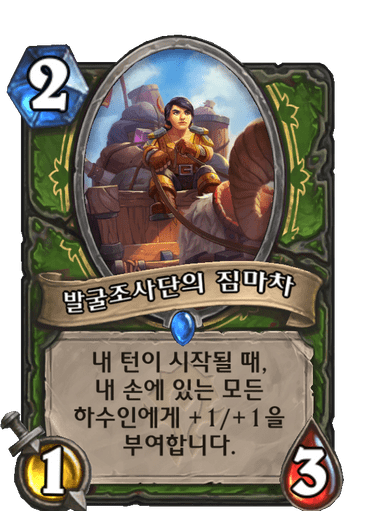 2
발굴조사단의 짐마차
내 턴이 시작될 때,
내 손에 있는 모든
하수인에게 +1/+1을
부여합니다.
1
3